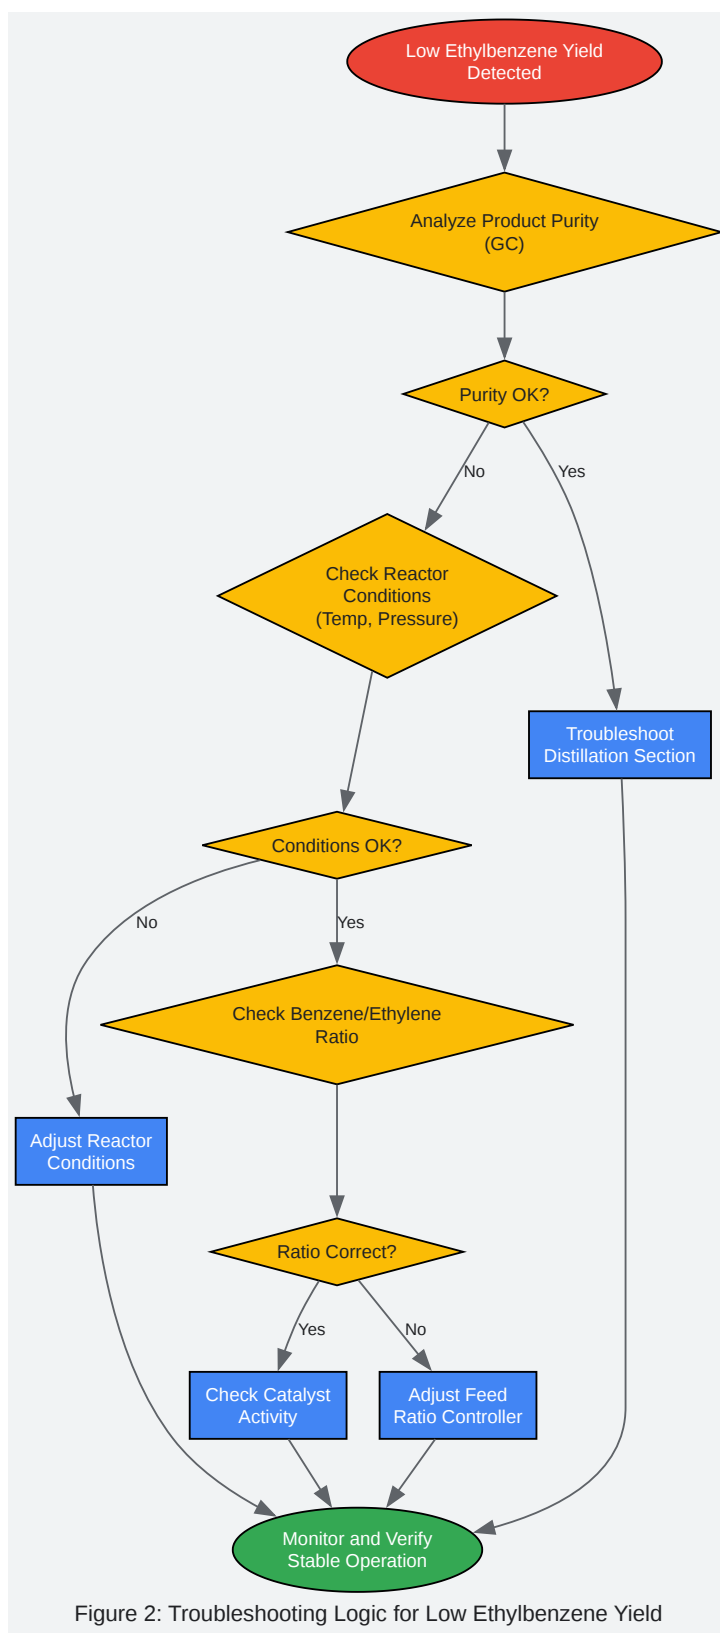 Low Ethylbenzene Yield
Detected
Analyze Product Purity
(GC)
Purity OK?
No
Yes
Check Reactor
Conditions
(Temp, Pressure)
Troubleshoot
Distillation Section
Conditions OK?
No
Yes
Check Benzene/Ethylene
Ratio
Adjust Reactor
Conditions
Ratio Correct?
Yes
No
Check Catalyst
Activity
Adjust Feed
Ratio Controller
Monitor and Verify
Stable Operation
Figure 2: Troubleshooting Logic for Low Ethylbenzene Yield